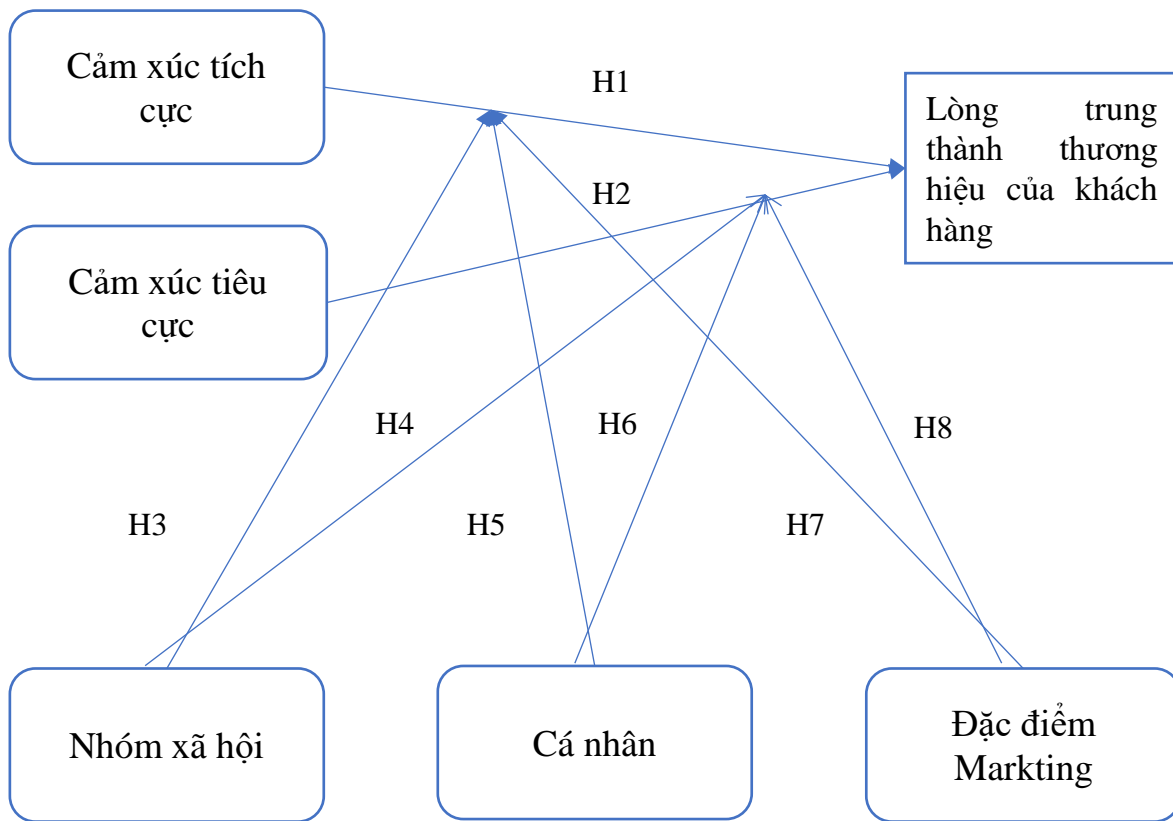 Cảm xúc tích
cực
H1
Lòng trung
thành thương
hiệu của khách
hàng
H2
Cảm xúc tiêu
cực
H4
H6
H8
H3
H5
H7
Nhóm xã hội
Cá nhân
Đặc điểm
Markting